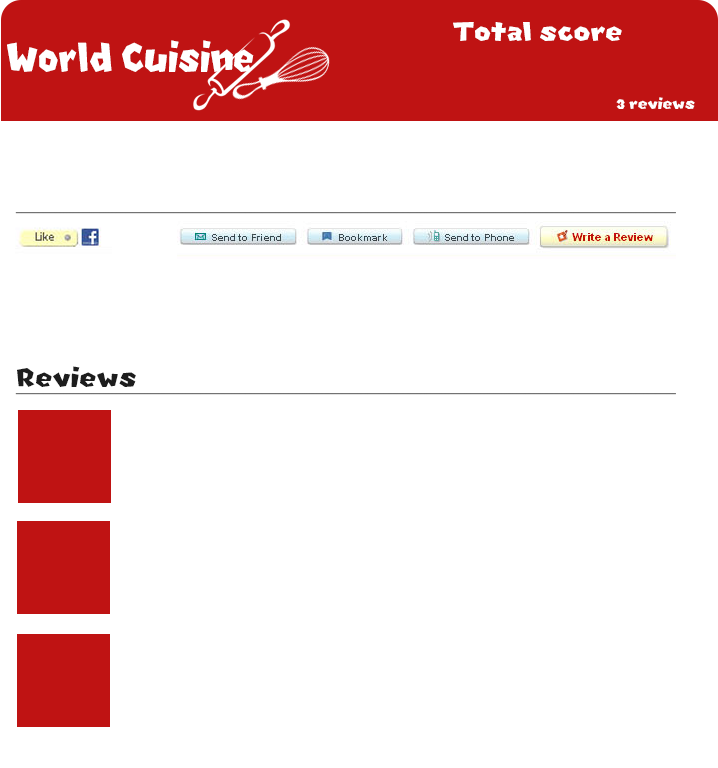 World Cuisine
Total score
3 reviews
Like
Send to Friend
Bookmark
Send to Phone
Write a Review
Reviews